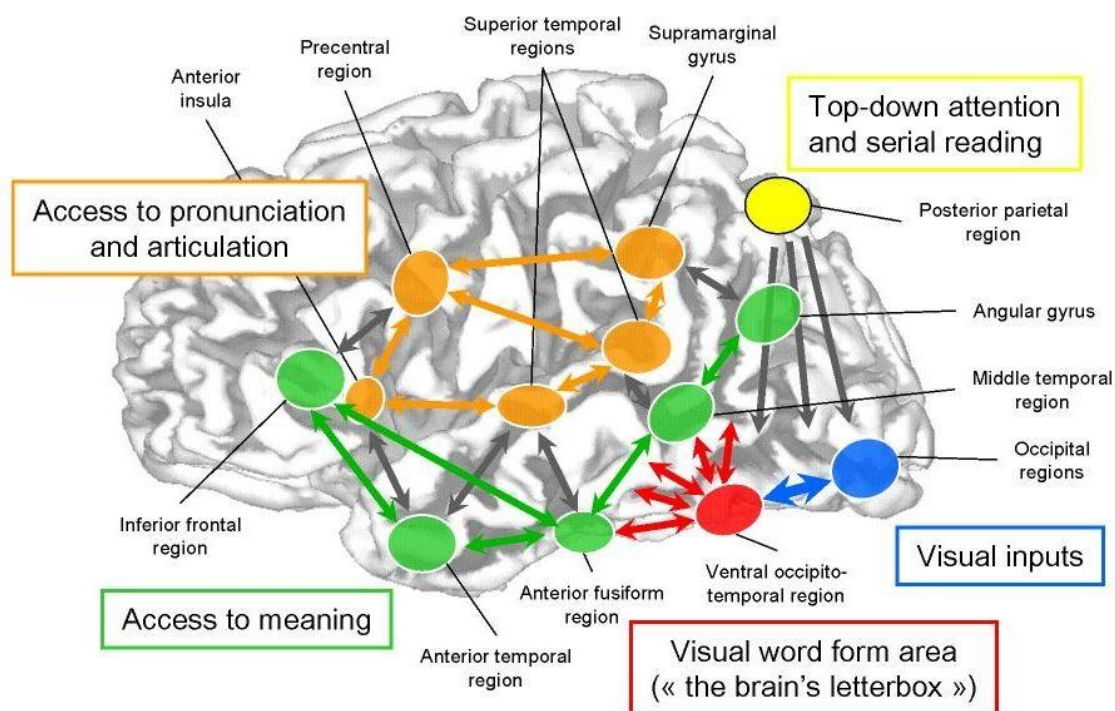 Superior temporal
regions
Supramarginal
gyrus
Precentral
region
Anterior
insula
Top-down attention
and serial reading
Access to pronunciation
and articulation
Posterior parietal
region
Angular gyrus
Middle temporal
region
Occipital
regions
Inferior frontal
region
Visual inputs
Ventral occipito-
temporal region
Anterior fusiform
region
Access to meaning
Anterior temporal
region
Visual word form area
(« the brain's letterbox »)